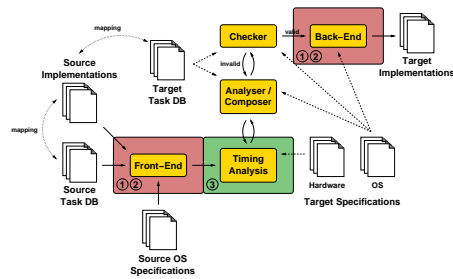 mapping
Source
Implementations
Target
Task DB
Checker
valid
Back–End
① ②
Target
Implementations
invalid
Analyser /
Composer
mapping
Source
Task DB
Front–End
① ②
Timing
Analysis
③
Hardware
OS
Target Specifications
Source OS
Specifications